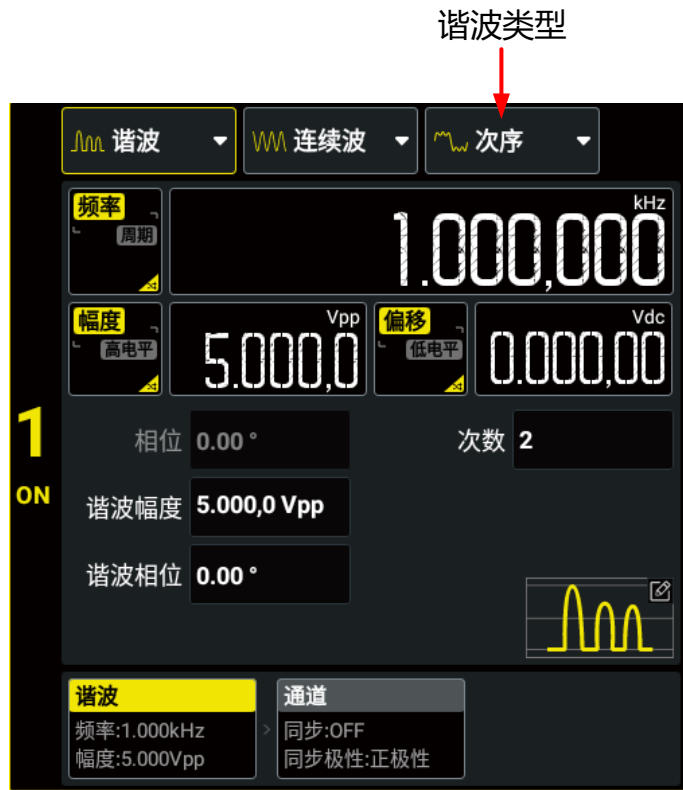 谐波类型
谐波 连续波 次序
频率 周期 1.000,000 kHz
幅度 高电平 5.000,0 Vpp 偏移 低电平 0.000,00 Vdc
1
ON
相位 0.00 ° 次数 2
谐波幅度 5.000,0 Vpp
谐波相位 0.00 °
谐波 通道
频率:1.000kHz > 同步:OFF
幅度:5.000Vpp 同步极性:正极性